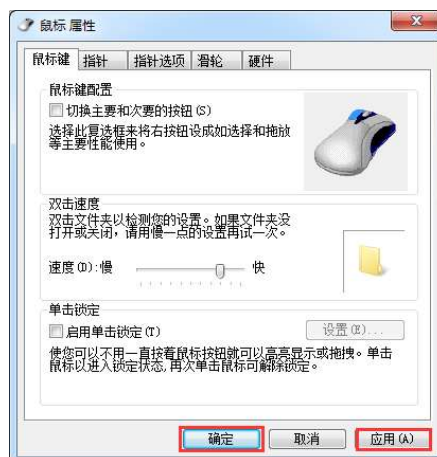 鼠标 属性
鼠标键 指针 指针选项 滑轮 硬件
鼠标键配置
切换主要和次要的按钮(S)
选择此复选框来将右按钮设成如选择和拖放
等主要性能使用。
双击速度
双击文件夹以检测您的设置。如果文件夹没
打开或关闭，请用慢一点的设置再试一次。
速度(D):慢 快
单击锁定
启用单击锁定(T) 设置(E)...
使您可以不用一直按着鼠标按钮就可以高亮显示或拖拽。单击
鼠标以进入锁定状态,再次单击鼠标可解除锁定。
确定 取消 应用(A)